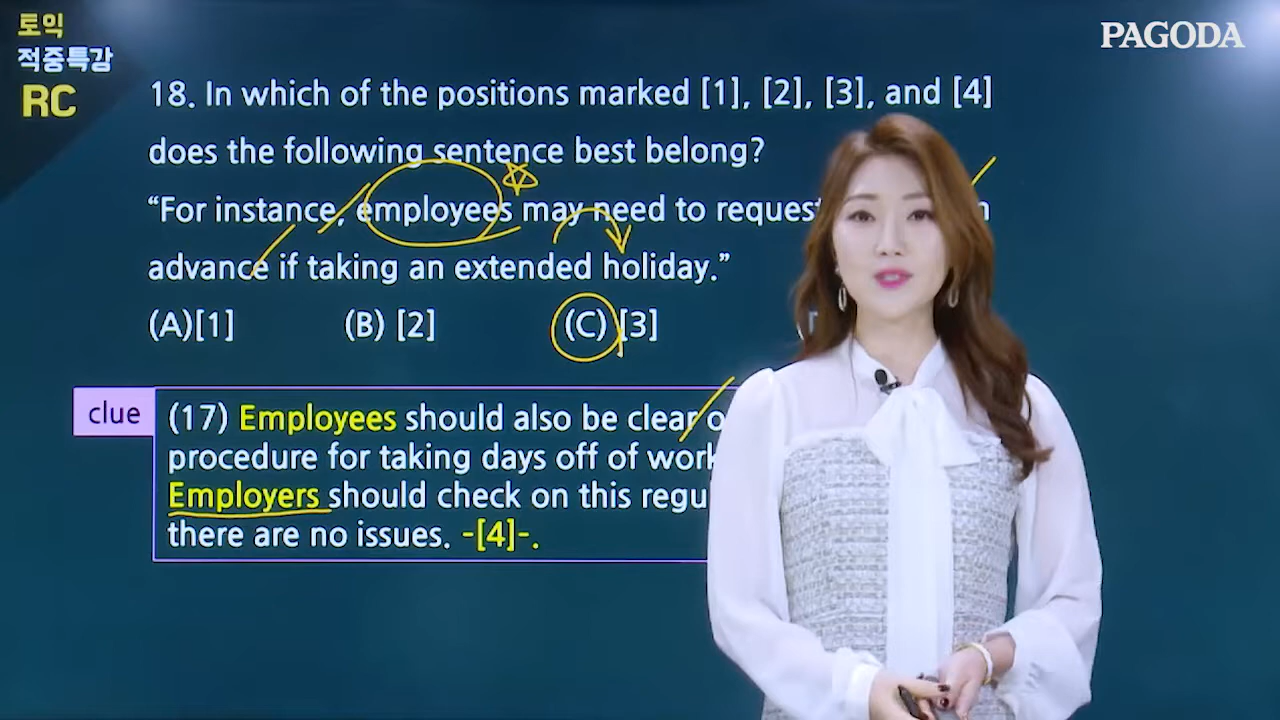 토익
적중특강
RC
PAGODA
18. In which of the positions marked [1], [2], [3], and [4]
does the following sentence best belong?
“For instance, employees may need to request
advance if taking an extended holiday.”
(A)[1] (B) [2] (C) [3]
clue
(17) Employees should also be clear
procedure for taking days off of work
Employers should check on this
there are no issues. -[4]-.